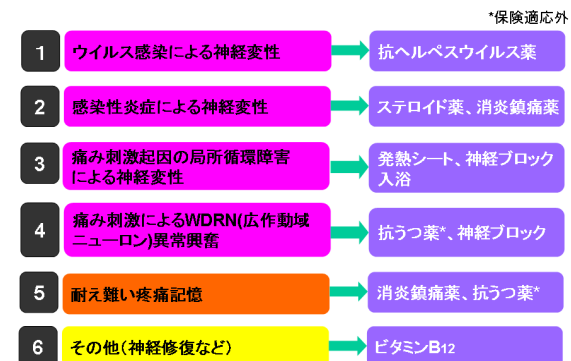 *保険適応外
1 ウイルス感染による神経変性 抗ヘルペスウイルス薬
2 感染性炎症による神経変性 ステロイド薬、消炎鎮痛薬
3 痛み刺激起因の局所循環障害
による神経変性 発熱シート、神経ブロック
入浴
4 痛み刺激によるWDRN(広作動域
ニューロン)異常興奮 抗うつ薬*、神経ブロック
5 耐え難い疼痛記憶 消炎鎮痛薬、抗うつ薬*
6 その他(神経修復など) ビタミンB12